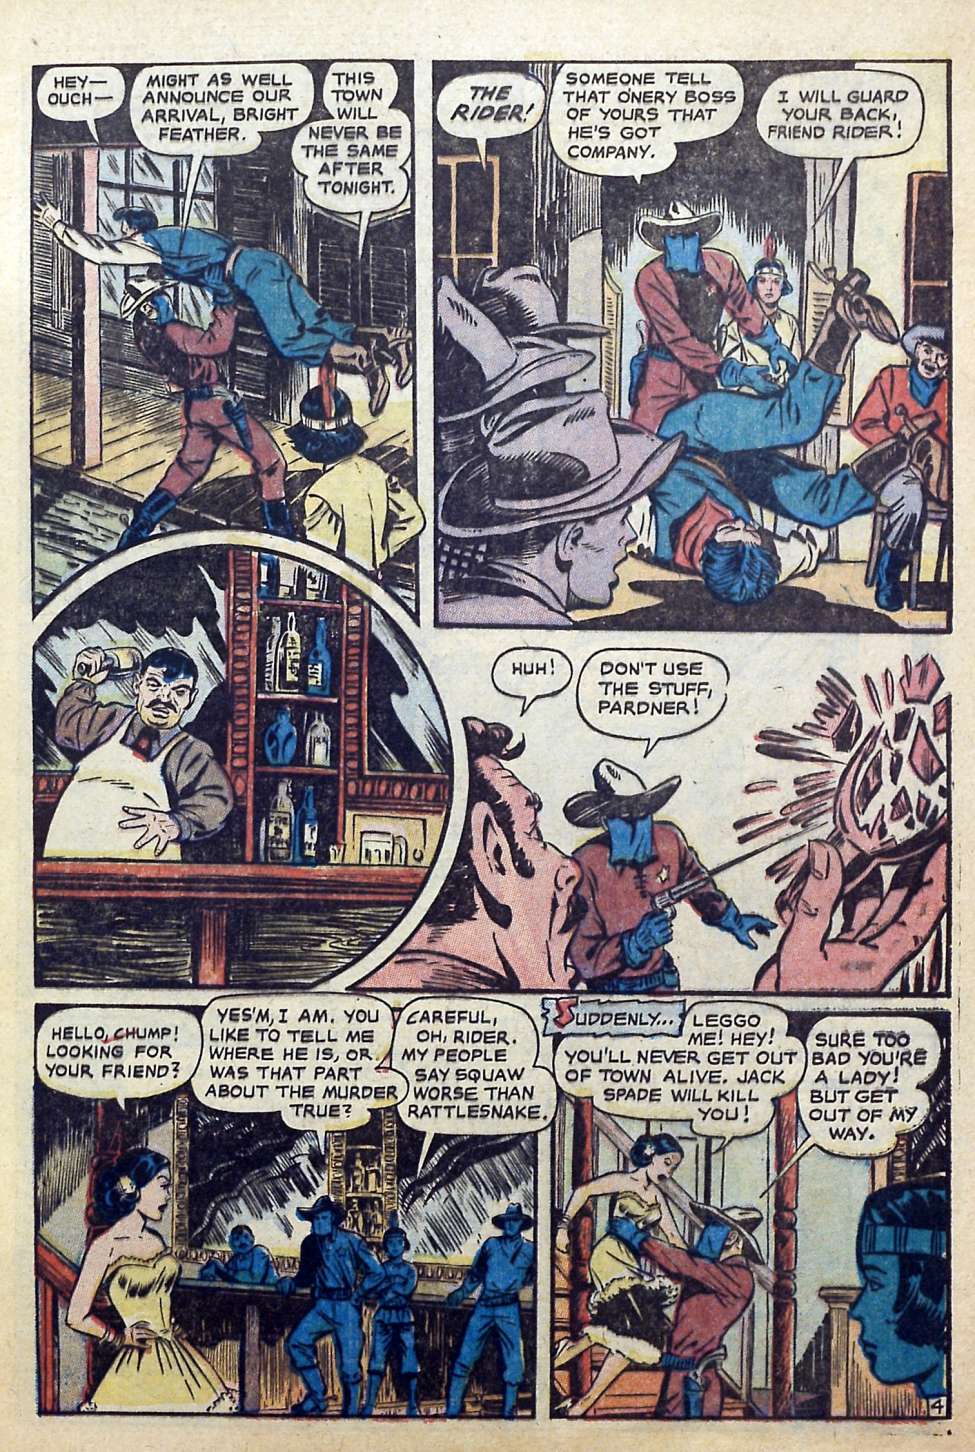 HEY—
OUCH—
MIGHT AS WELL
ANNOUNCE OUR
ARRIVAL, BRIGHT
FEATHER.
THIS
TOWN
WILL
NEVER BE
THE SAME
AFTER
TONIGHT.
THE
RIDER!
SOMEONE TELL
THAT O'NERY BOSS
OF YOURS THAT
HE'S GOT
COMPANY.
I WILL GUARD
YOUR BACK,
FRIEND RIDER!
HUH!
DON'T USE
THE STUFF,
PARDNER!
HELLO, CHUMP!
LOOKING FOR
YOUR FRIEND?
YES'M, I AM. YOU
LIKE TO TELL ME
WHERE HE IS, OR
WAS THAT PART
ABOUT THE MURDER
TRUE?
CAREFUL,
OH, RIDER.
MY PEOPLE
SAY SQUAW
WORSE THAN
RATTLESNAKE.
SUDDENLY...
LEGGO
ME! HEY!
YOU'LL NEVER GET OUT
OF TOWN ALIVE. JACK
SPADE WILL KILL
YOU!
SURE TOO
BAD YOU'RE
A LADY!
BUT GET
OUT OF MY
WAY.
4